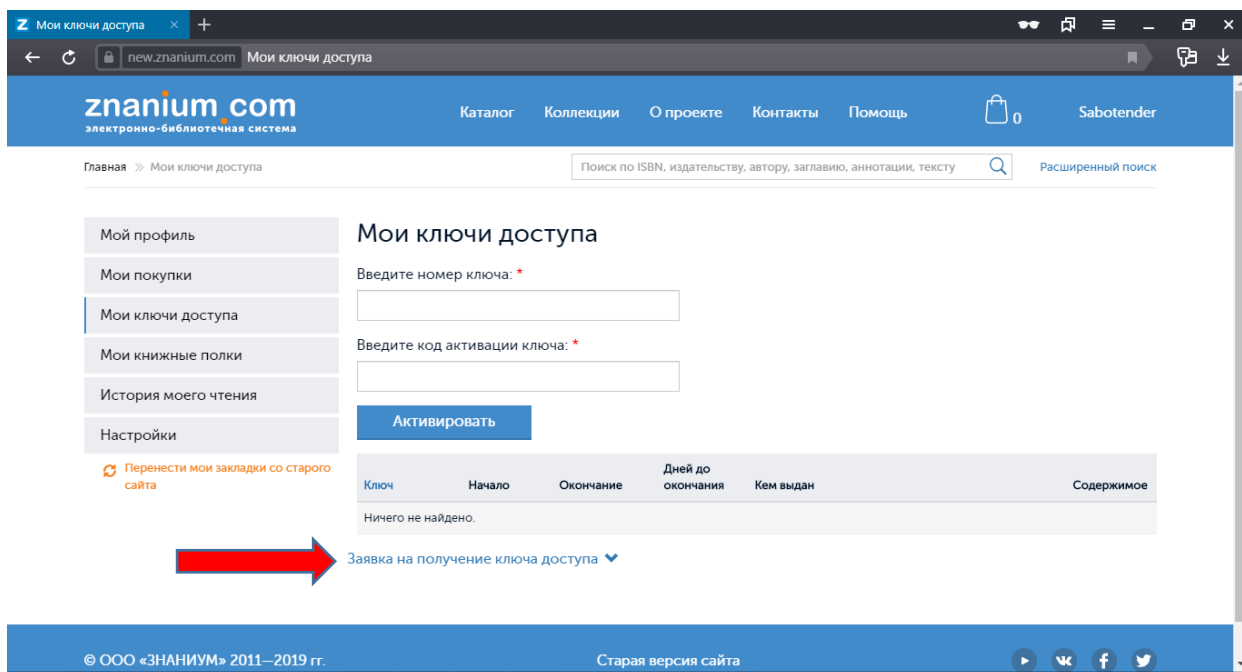 Мои ключи доступа
new.znanium.com Мои ключи доступа
znanium.com
электронно-библиотечная система
Каталог Коллекции О проекте Контакты Помощь 0 Sabotender
Главная » Мои ключи доступа
Поиск по ISBN, издательству, автору, заглавию, аннотации, тексту
Расширенный поиск
Мой профиль
Мои покупки
Мои ключи доступа
Мои книжные полки
История моего чтения
Настройки
Перенести мои закладки со старого
сайта
Мои ключи доступа
Введите номер ключа: *
Введите код активации ключа: *
Активировать
Ключ Начало Окончание Дней до
окончания Кем выдан Содержимое
Ничего не найдено.
Заявка на получение ключа доступа
© ООО «ЗНАНИУМ» 2011—2019 гг.
Старая версия сайта